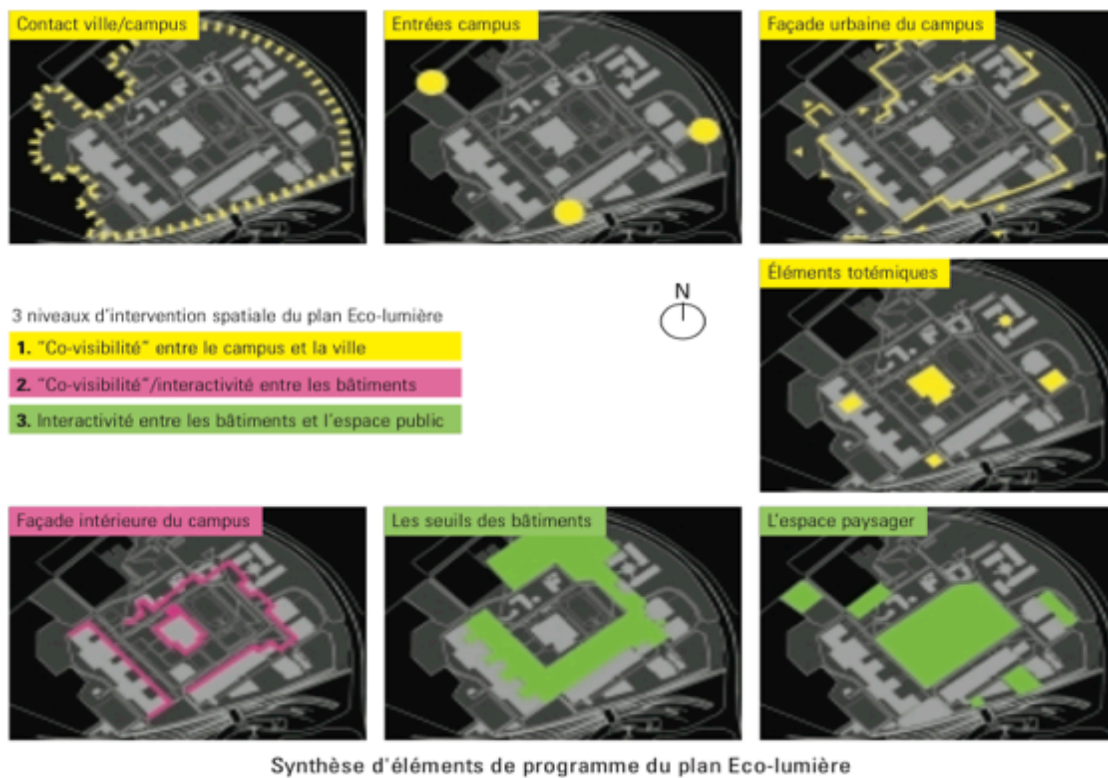 Contact ville/campus
Entrées campus
Façade urbaine du campus
Éléments totémiques
N
3 niveaux d'intervention spatiale du plan Eco-lumière
1. "Co-visibilité" entre le campus et la ville
2. "Co-visibilité"/interactivité entre les bâtiments
3. Interactivité entre les bâtiments et l'espace public
Façade intérieure du campus
Les seuils des bâtiments
L'espace paysager
Synthèse d'éléments de programme du plan Eco-lumière